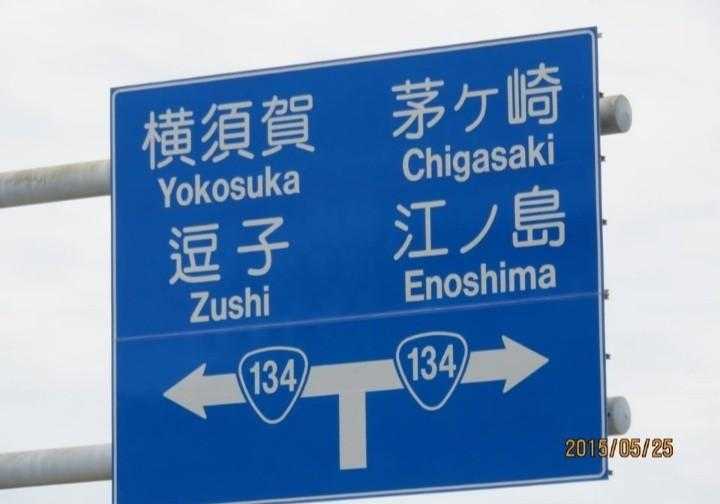 横須賀
Yokosuka
逗子
Zushi
茅ヶ崎
Chigasaki
江ノ島
Enoshima
134
134
2015/05/25